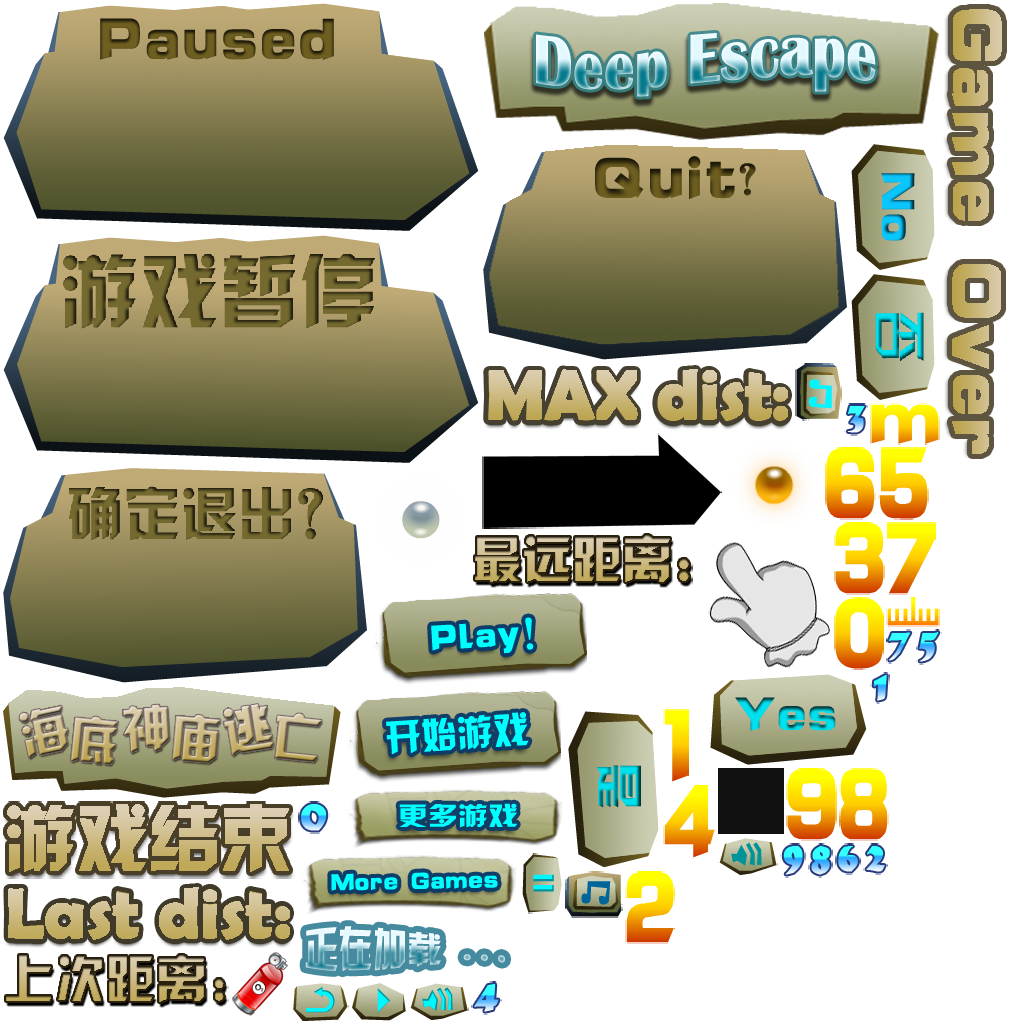 Paused
Deep Escape
Game Over
Quit?
No
游戏暂停
否
MAX dist:
3
m
65
确定退出?
最远距离:
37
0
75
Play!
1
Yes
海底神庙逃亡
开始游戏
是
1
4
98
游戏结束
0
更多游戏
9862
More Games
2
Last dist:
正在加载 ...
上次距离:
4